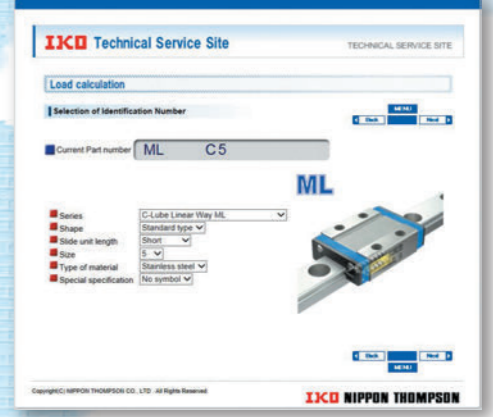 IKO Technical Service Site
TECHNICAL SERVICE SITE
Load calculation
Selection of Identification Number
MENU
Back Next
Current Part number ML C5
ML
Series C-Lube Linear Way ML
Shape Standard type
Slide unit length Short
Size 5
Type of material Stainless steel
Special specification No symbol
Back Next
MENU
Copyright(C) NIPPON THOMPSON CO., LTD. All Rights Reserved
IKO NIPPON THOMPSON